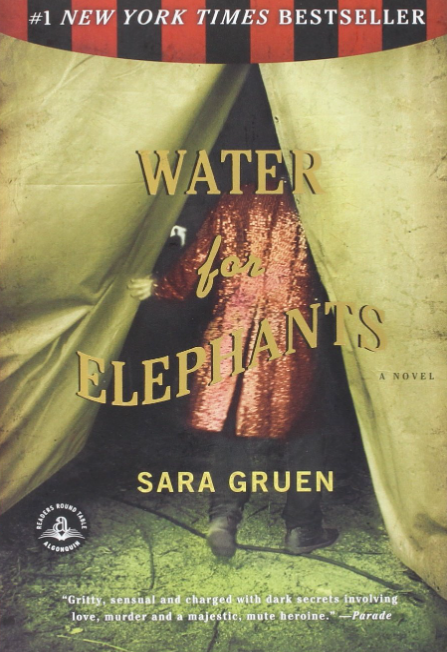 #1 NEW YORK TIMES BESTSELLER
WATER
for
ELEPHANTS
A NOVEL
SARA GRUEN
READERS ROUND TABLE
a
ALGONQUIN
“Gritty, sensual and charged with dark secrets involving
love, murder and a majestic, mute heroine.” —Parade